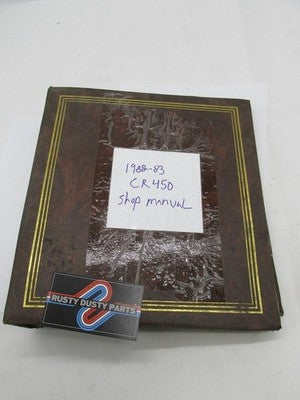 1982-83
CR450
Shop manual
RUSTY DUSTY PARTS